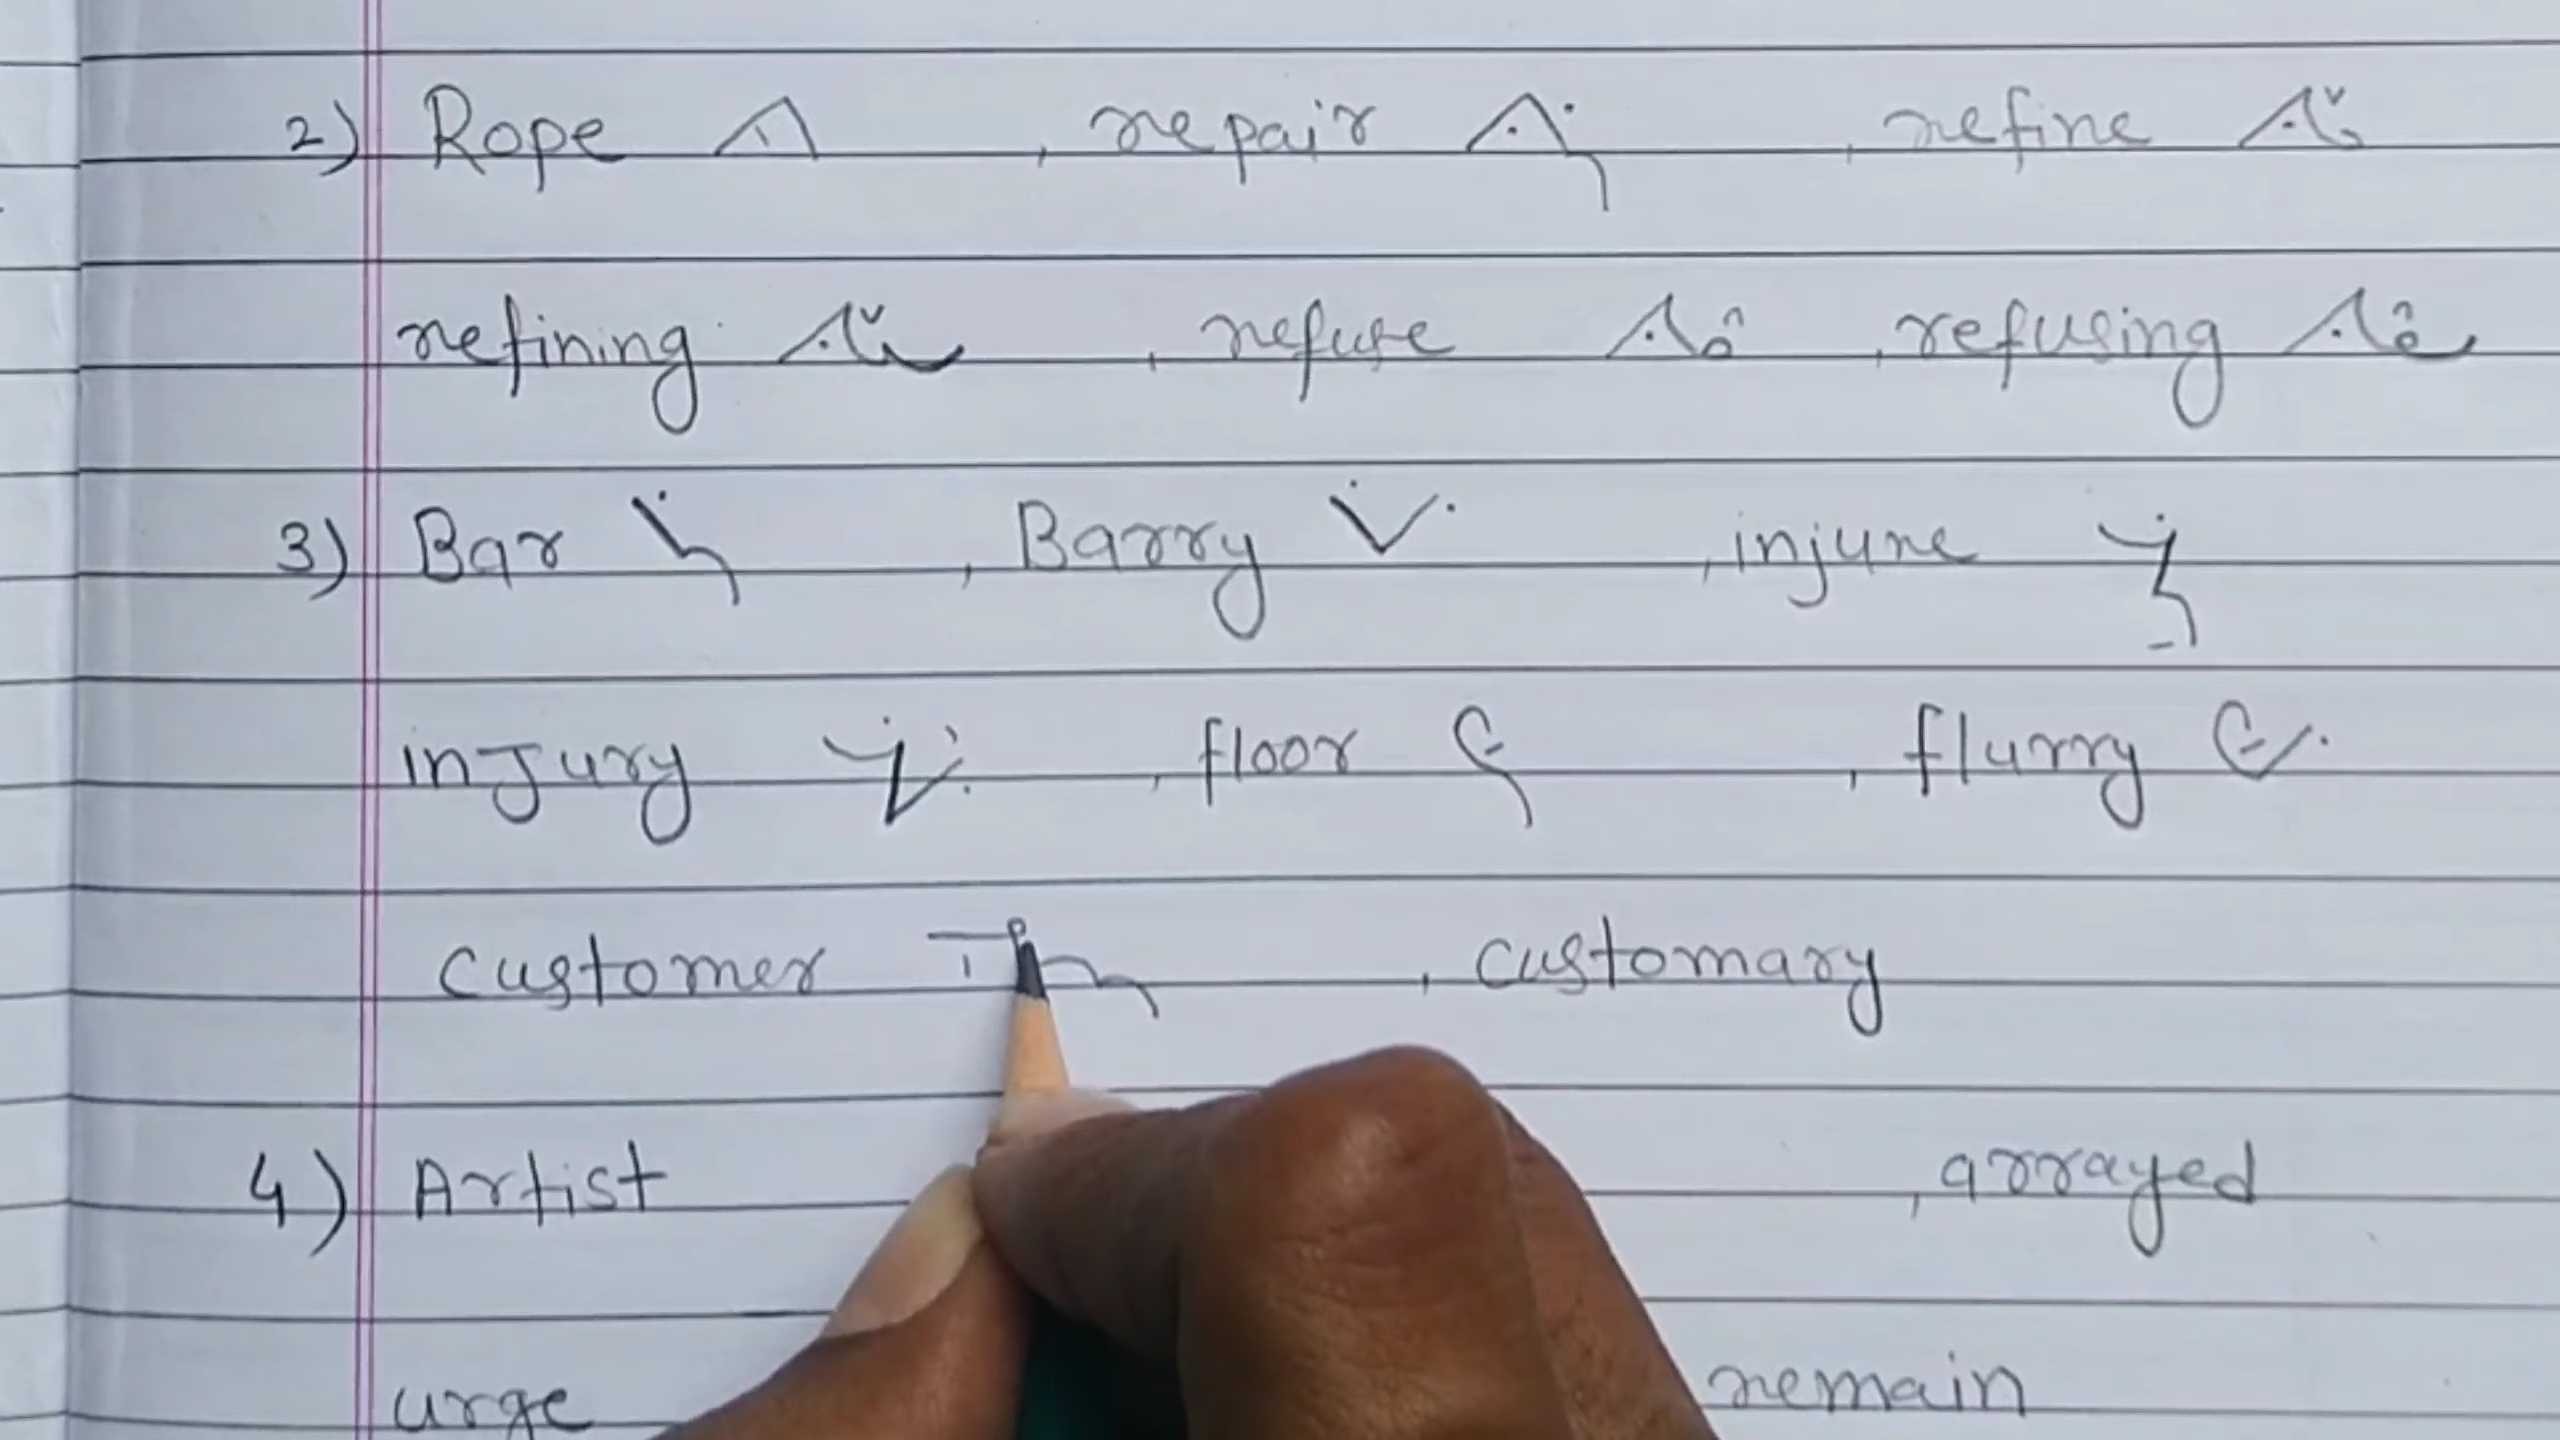 2) Rope , repair , refine
refining , refuse , refusing
3) Bar , Barry , injure
injury , floor , flurry
customer , customary
4) Artist , arrayed
urge remain